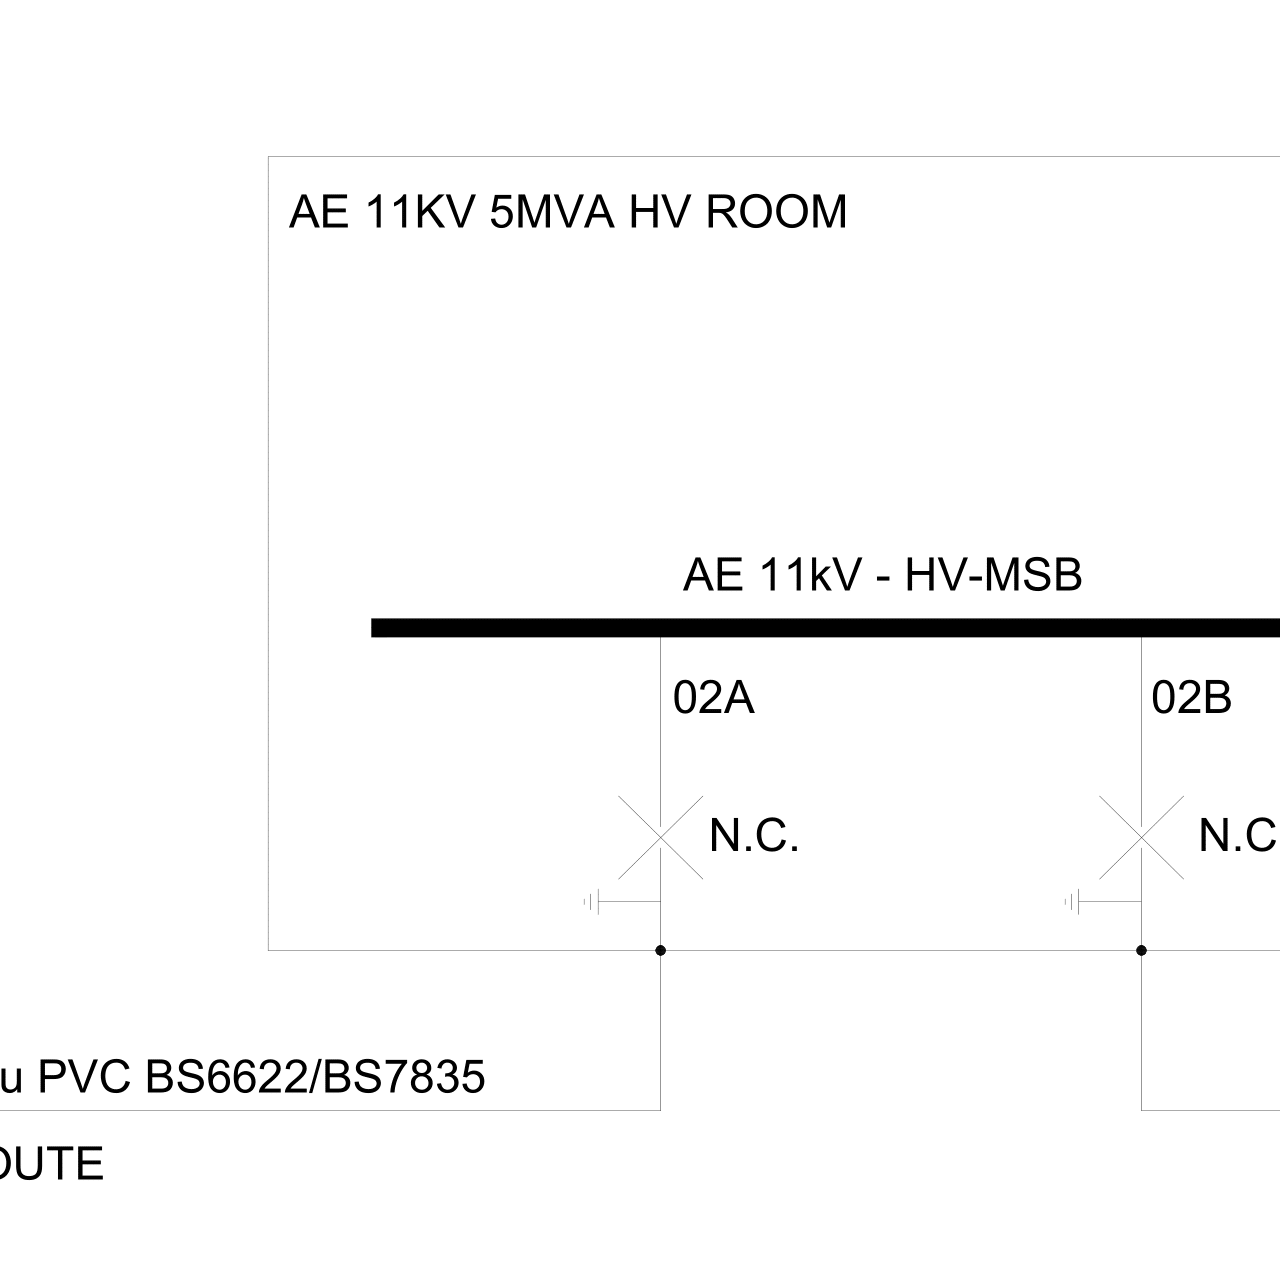 AE 11KV 5MVA HV ROOM
AE 11kV - HV-MSB
02A
02B
N.C.
N.C
u PVC BS6622/BS7835
OUTE